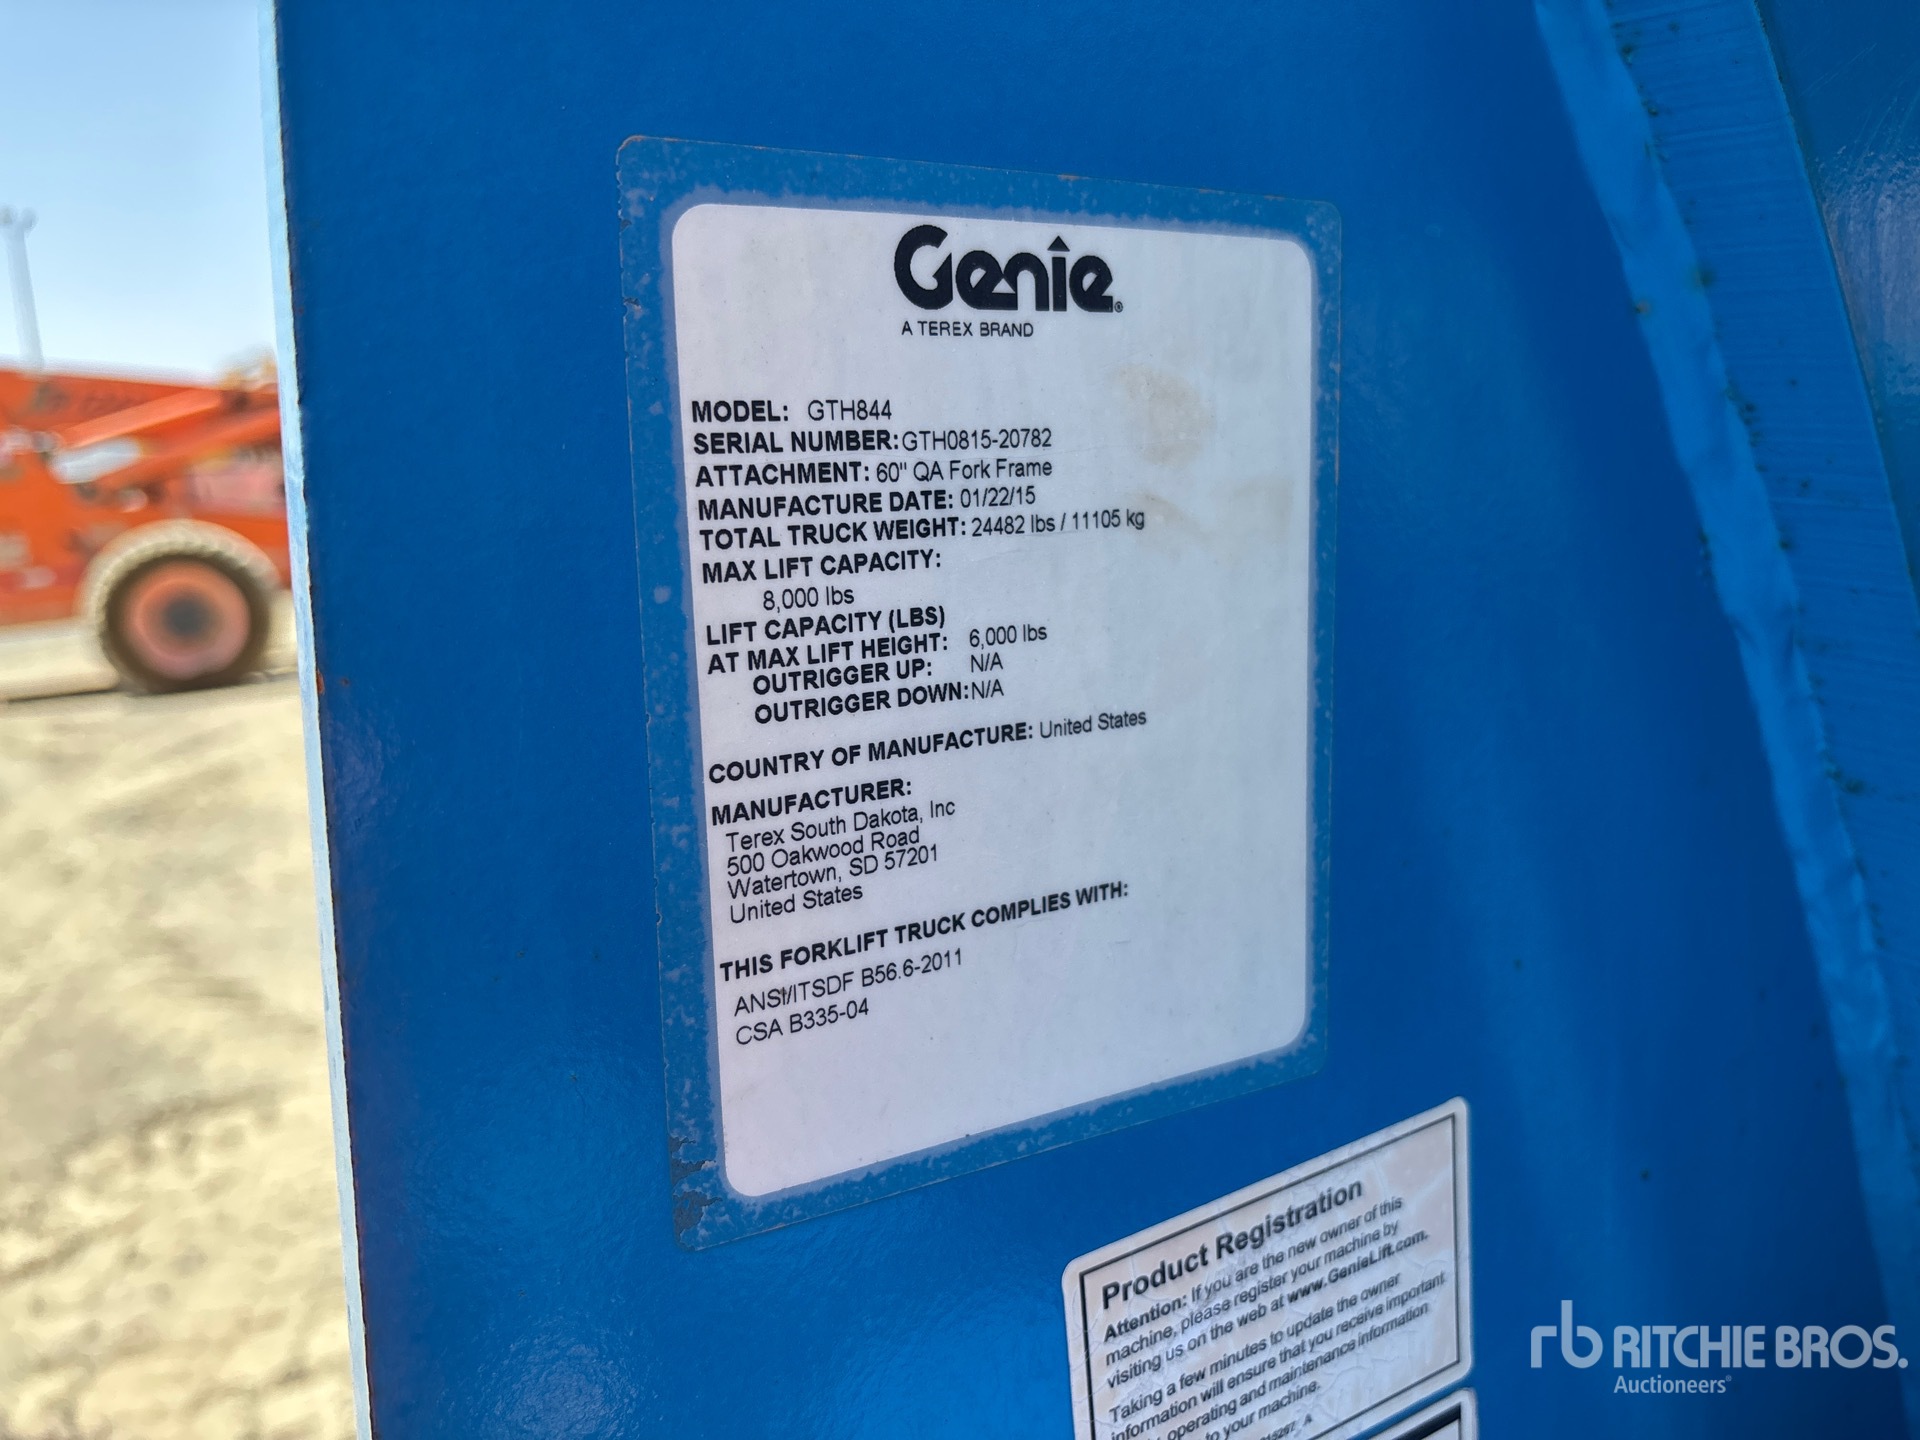 Genie®
A TEREX BRAND
MODEL: GTH844
SERIAL NUMBER: GTH0815-20782
ATTACHMENT: 60" QA Fork Frame
MANUFACTURE DATE: 01/22/15
TOTAL TRUCK WEIGHT: 24482 lbs / 11105 kg
MAX LIFT CAPACITY:
8,000 lbs
LIFT CAPACITY (LBS)
AT MAX LIFT HEIGHT: 6,000 lbs
OUTRIGGER UP: N/A
OUTRIGGER DOWN: N/A
COUNTRY OF MANUFACTURE: United States
MANUFACTURER:
Terex South Dakota, Inc
500 Oakwood Road
Watertown, SD 57201
United States
THIS FORKLIFT TRUCK COMPLIES WITH:
ANSI/ITSDF B56.6-2011
CSA B335-04
Product Registration
Attention: If you are the new owner of this
machine, please register your machine by
visiting us on the web at www.GenieLift.com.
Taking a few minutes to update the owner
information will ensure that you receive important
operating and maintenance information
to your machine.
rb RITCHIE BROS.
Auctioneers®